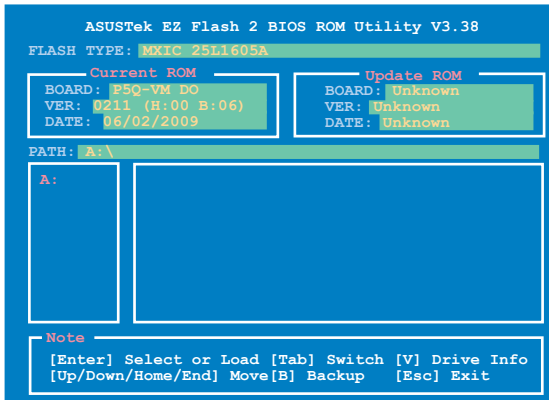 ASUSTek EZ Flash 2 BIOS ROM Utility V3.38
FLASH TYPE: MXIC 25L1605A
Current ROM
BOARD: P5Q-VM DO
VER: 0211 (H:00 B:06)
DATE: 06/02/2009
Update ROM
BOARD: Unknown
VER: Unknown
DATE: Unknown
PATH: A:\
A:
Note
[Enter] Select or Load [Tab] Switch [V] Drive Info
[Up/Down/Home/End] Move[B] Backup [Esc] Exit